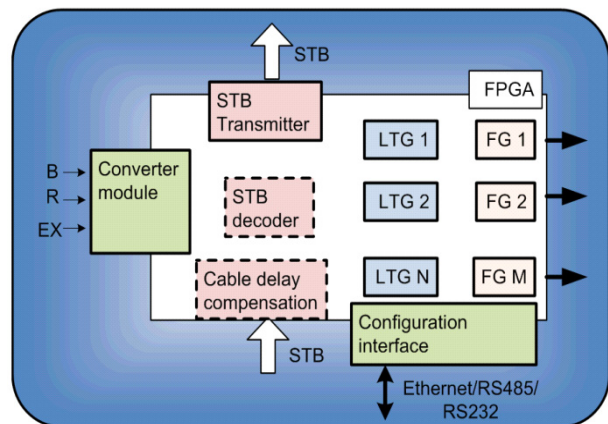 STB
FPGA
STB
Transmitter
LTG 1
FG 1
B
R
EX
Converter
module
STB
decoder
LTG 2
FG 2
Cable delay
compensation
LTG N
FG M
STB
Configuration
interface
Ethernet/RS485/
RS232